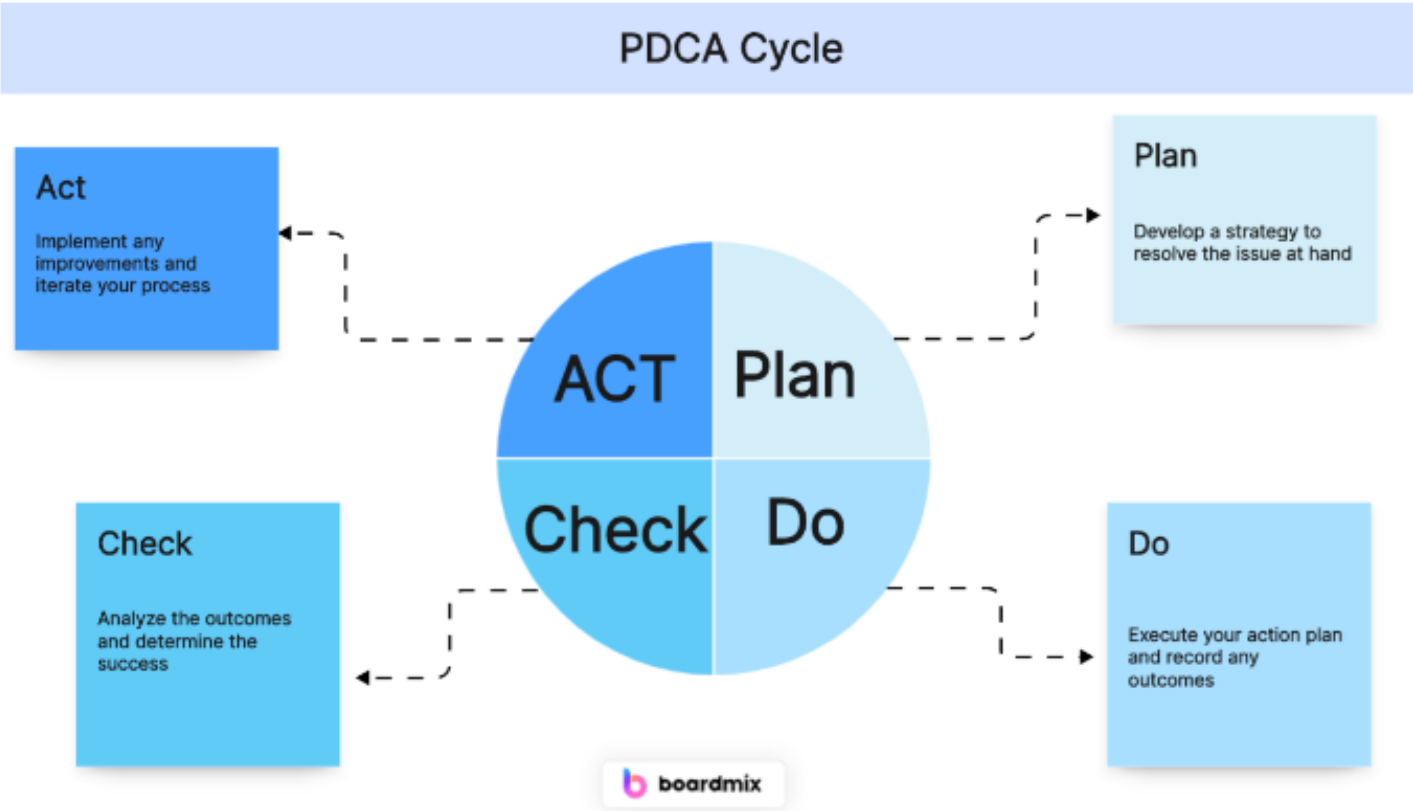 PDCA Cycle
Act
Implement any
improvements and
iterate your process
Plan
Develop a strategy to
resolve the issue at hand
ACT
Plan
Check
Do
Check
Analyze the outcomes
and determine the
success
Do
Execute your action plan
and record any
outcomes
boardmix